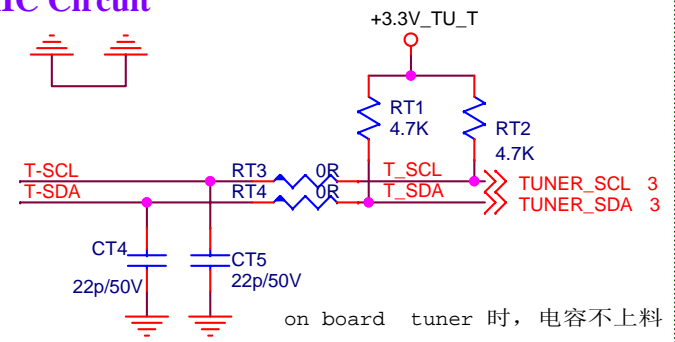 IIC Circuit
+3.3V_TU_T
RT1
4.7K
RT2
4.7K
T-SCL
RT3
0R
T_SCL
TUNER_SCL 3
T-SDA
RT4
0R
T_SDA
TUNER_SDA 3
CT4
22p/50V
CT5
22p/50V
on board tuner 时，电容不上料